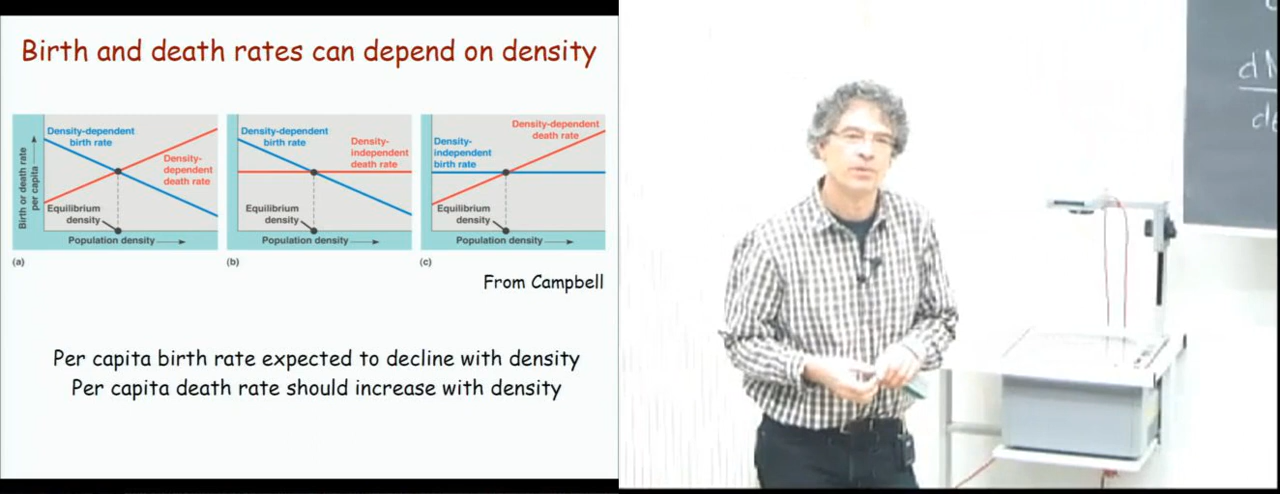 Birth and death rates can depend on density
Density-dependent
birth rate
Density-
dependent
death rate
Birth or death rate
per capita
Equilibrium
density
Population density
(a)
Density-dependent
birth rate
Density-
independent
death rate
Equilibrium
density
Population density
(b)
Density-dependent
death rate
Density-
independent
birth rate
Equilibrium
density
Population density
(c)
From Campbell
Per capita birth rate expected to decline with density
Per capita death rate should increase with density